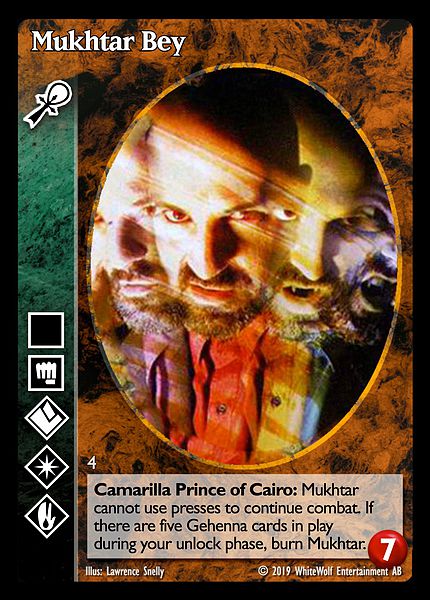 Mukhtar Bey
4
Camarilla Prince of Cairo: Mukhtar
cannot use presses to continue combat. If
there are five Gehenna cards in play
during your unlock phase, burn Mukhtar.
7
Illus: Lawrence Snelly
© 2019 WhiteWolf Entertainment AB